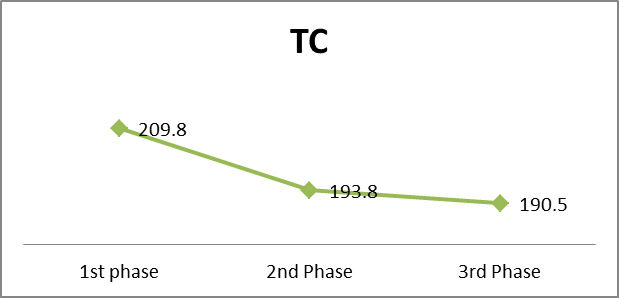 TC
209.8
193.8
190.5
1st phase
2nd Phase
3rd Phase